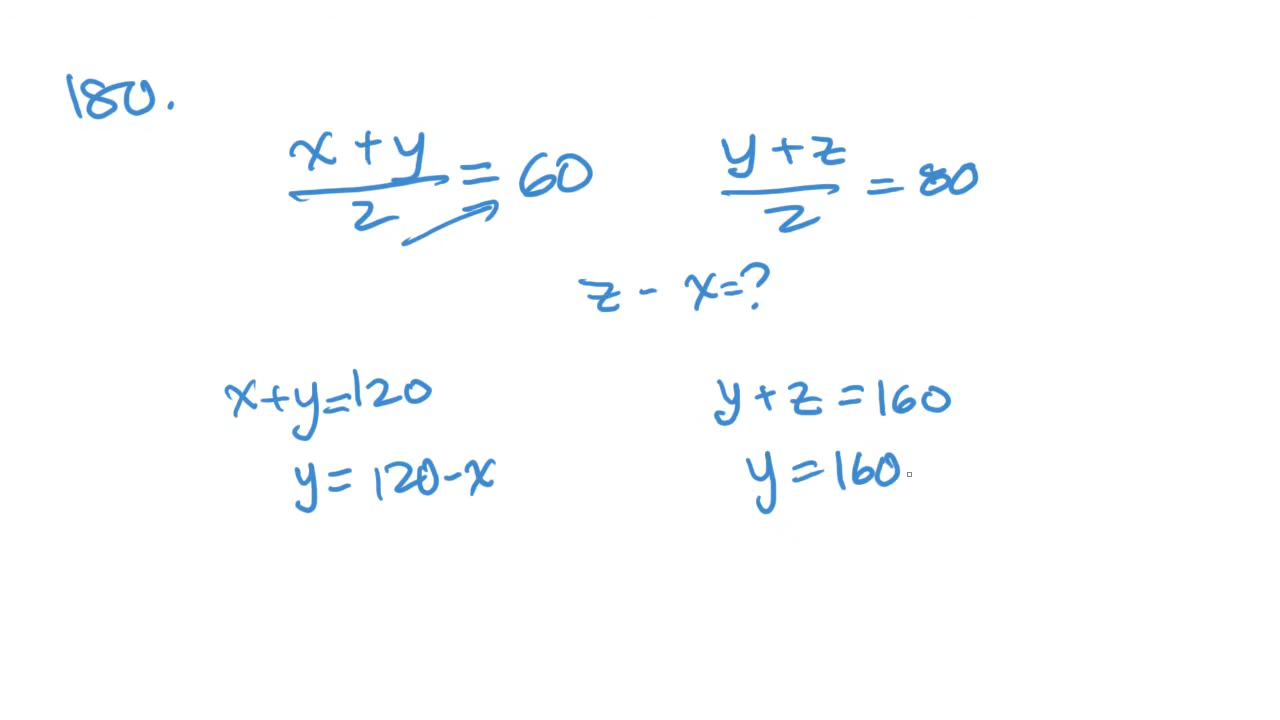 180.
x + y / 2 = 60    y + z / 2 = 80
z - x = ?
x + y = 120    y + z = 160
y = 120 - x    y = 160